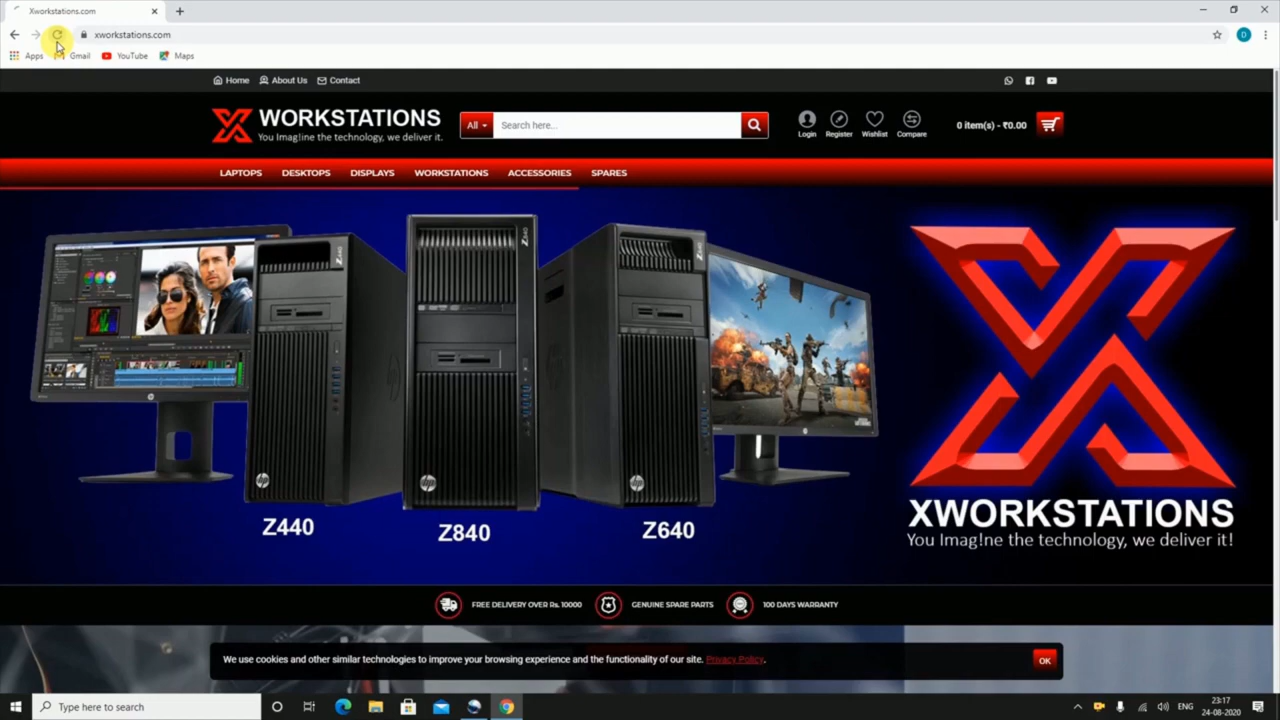 Xworkstations.com
xworkstations.com
D
Apps Gmail YouTube Maps
Home About Us Contact
WORKSTATIONS
You Imag!ne the technology, we deliver it.
All Search here...
Login Register Wishlist Compare
0 item(s) - ₹0.00
LAPTOPS DESKTOPS DISPLAYS WORKSTATIONS ACCESSORIES SPARES
Z440
Z840
Z640
XWORKSTATIONS
You Imag!ne the technology, we deliver it!
FREE DELIVERY OVER Rs. 10000 GENUINE SPARE PARTS 100 DAYS WARRANTY
We use cookies and other similar technologies to improve your browsing experience and the functionality of our site. Privacy Policy.
OK
Type here to search
ENG
23:17
24-08-2020